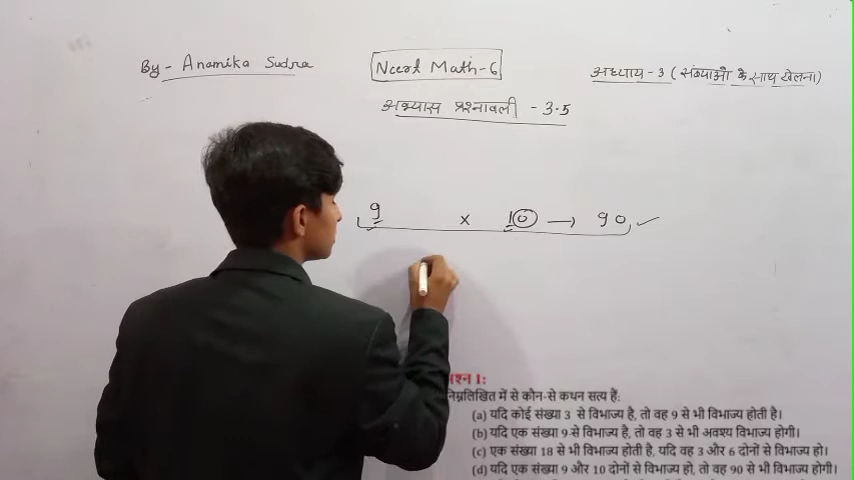 By - Anamika Sudra
Ncert Math-6
अध्याय - 3 ( संख्याओं के साथ खेलना)
अभ्यास प्रश्नावली - 3.5
9 x 10 → 90 ✓
प्रश्न 1:
निम्नलिखित में से कौन-से कथन सत्य हैं:
(a) यदि कोई संख्या 3 से विभाज्य है, तो वह 9 से भी विभाज्य होती है।
(b) यदि एक संख्या 9 से विभाज्य है, तो वह 3 से भी अवश्य विभाज्य होगी।
(c) एक संख्या 18 से भी विभाज्य होती है, यदि वह 3 और 6 दोनों से विभाज्य हो।
(d) यदि एक संख्या 9 और 10 दोनों से विभाज्य हो, तो वह 90 से भी विभाज्य होगी।